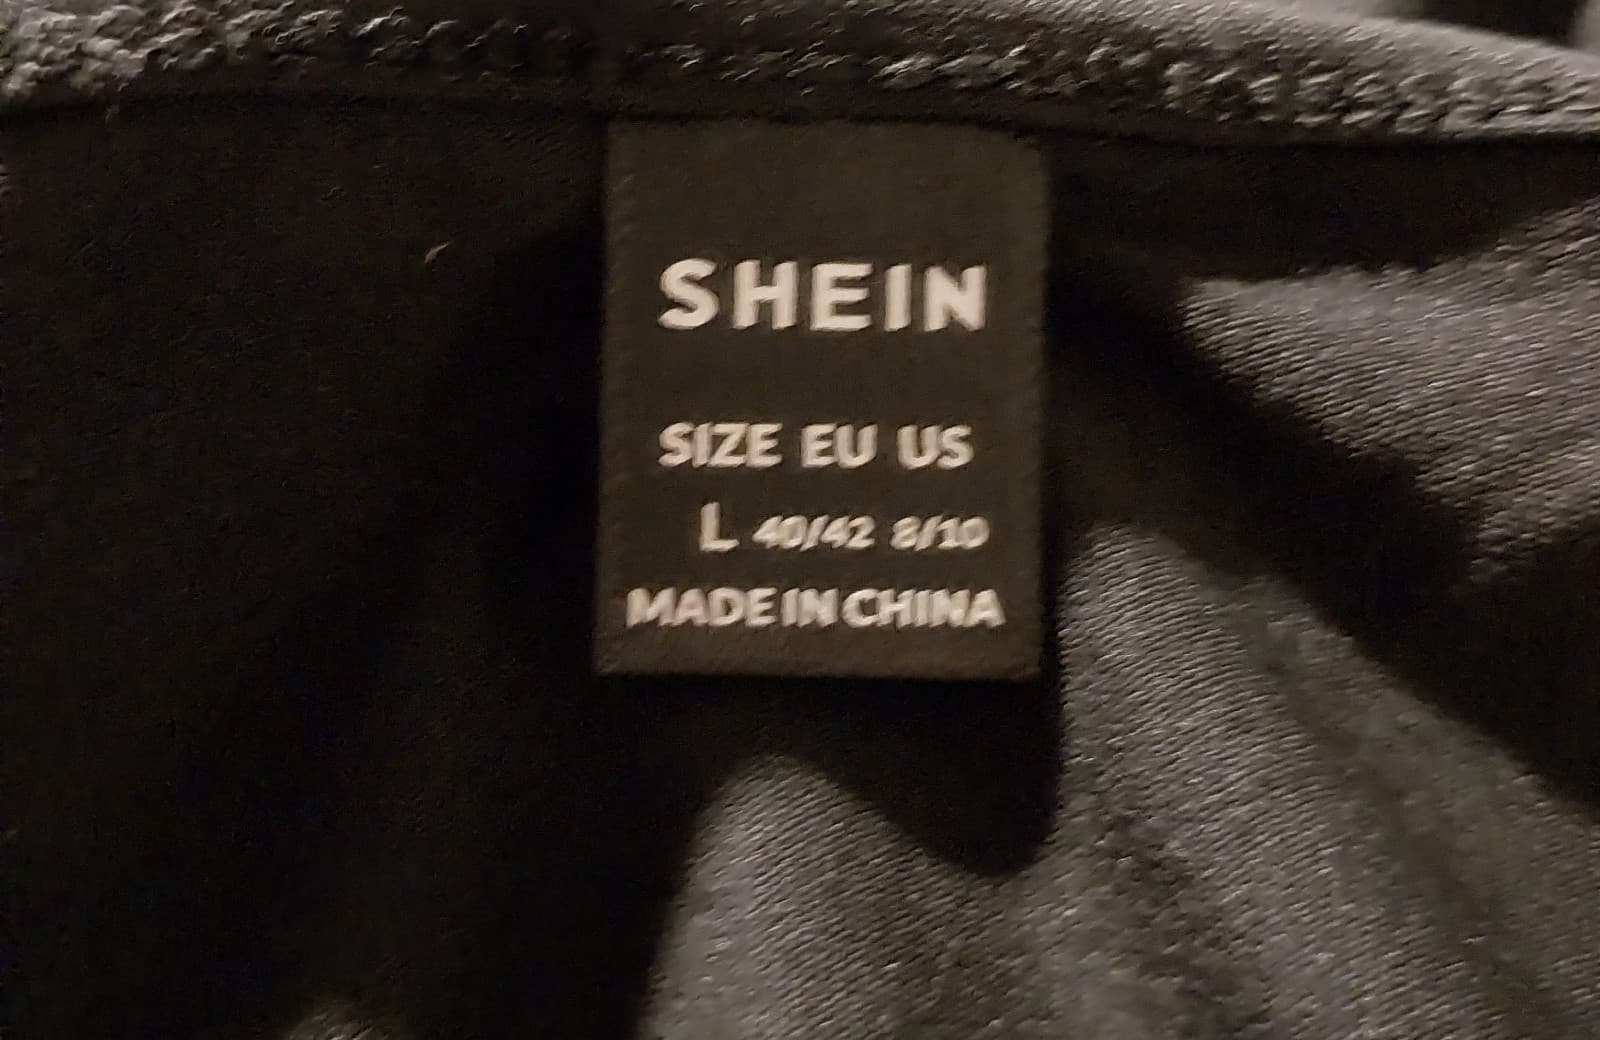 SHEIN
SIZE EU US
L 40/42 8/10
MADE IN CHINA